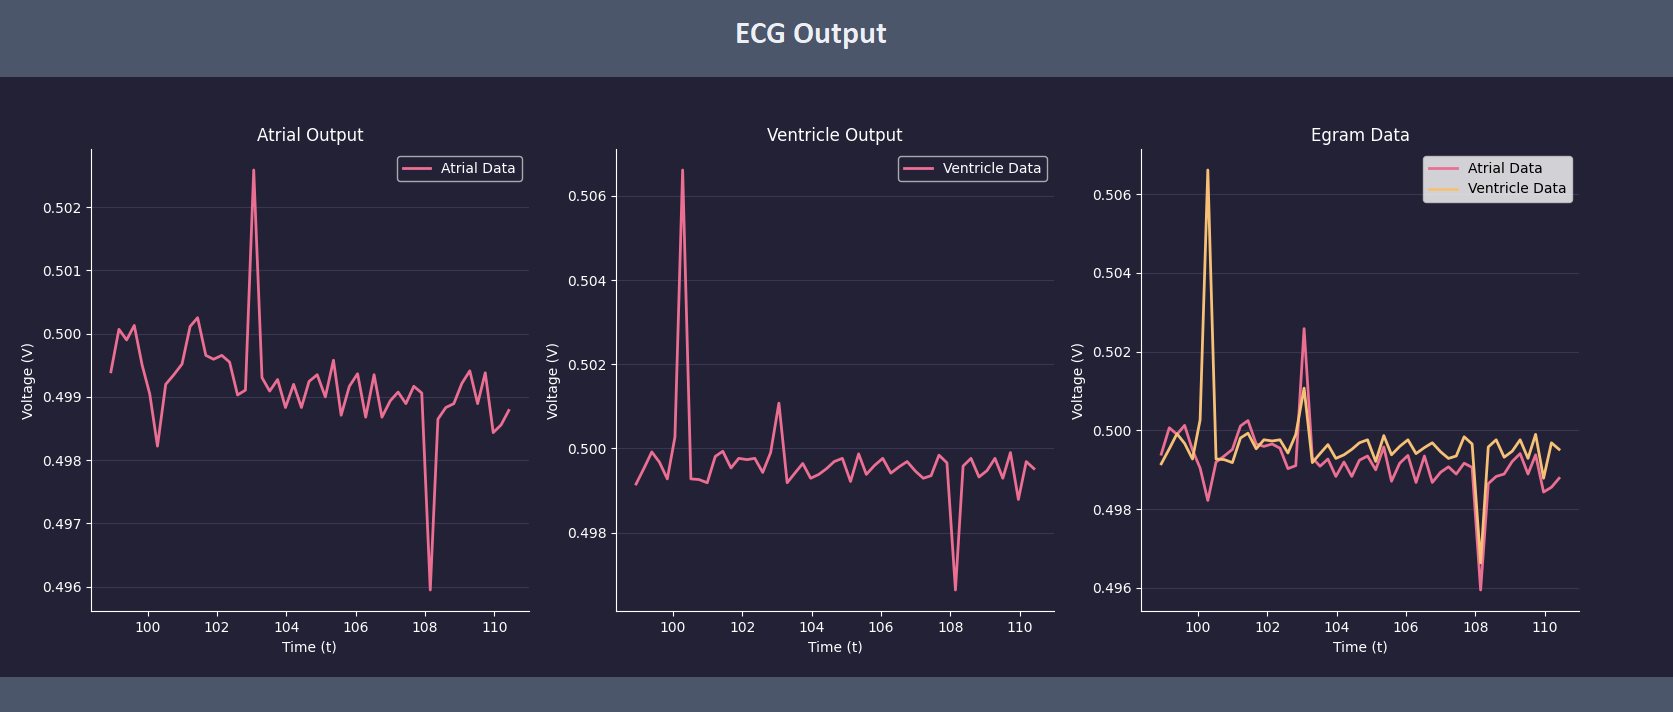 ECG Output
Atrial Output
Atrial Data
0.502
0.501
0.500
0.499
0.498
0.497
0.496
Voltage (V)
100 102 104 106 108 110
Time (t)
Ventricle Output
Ventricle Data
0.506
0.504
0.502
0.500
0.498
Voltage (V)
100 102 104 106 108 110
Time (t)
Egram Data
Atrial Data
Ventricle Data
0.506
0.504
0.502
0.500
0.498
0.496
Voltage (V)
100 102 104 106 108 110
Time (t)